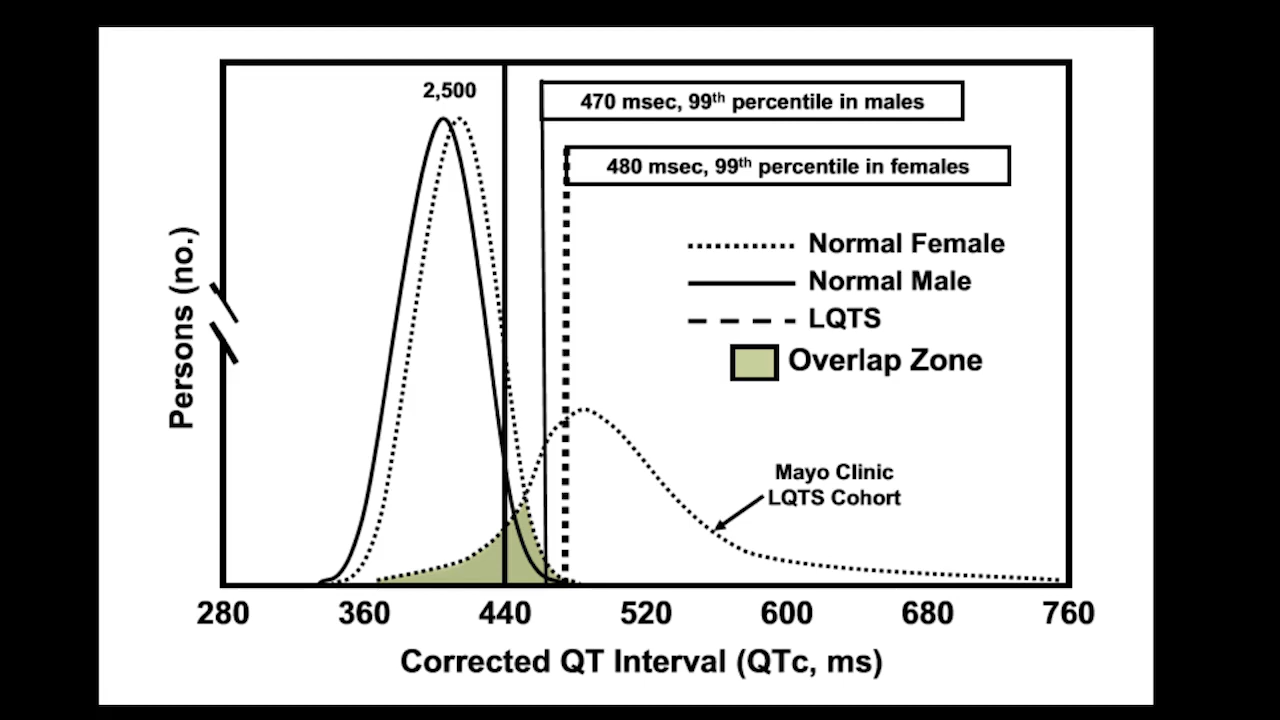 2,500
470 msec, 99th percentile in males
480 msec, 99th percentile in females
Normal Female
Normal Male
LQTS
Overlap Zone
Mayo Clinic
LQTS Cohort
Persons (no.)
280 360 440 520 600 680 760
Corrected QT Interval (QTc, ms)